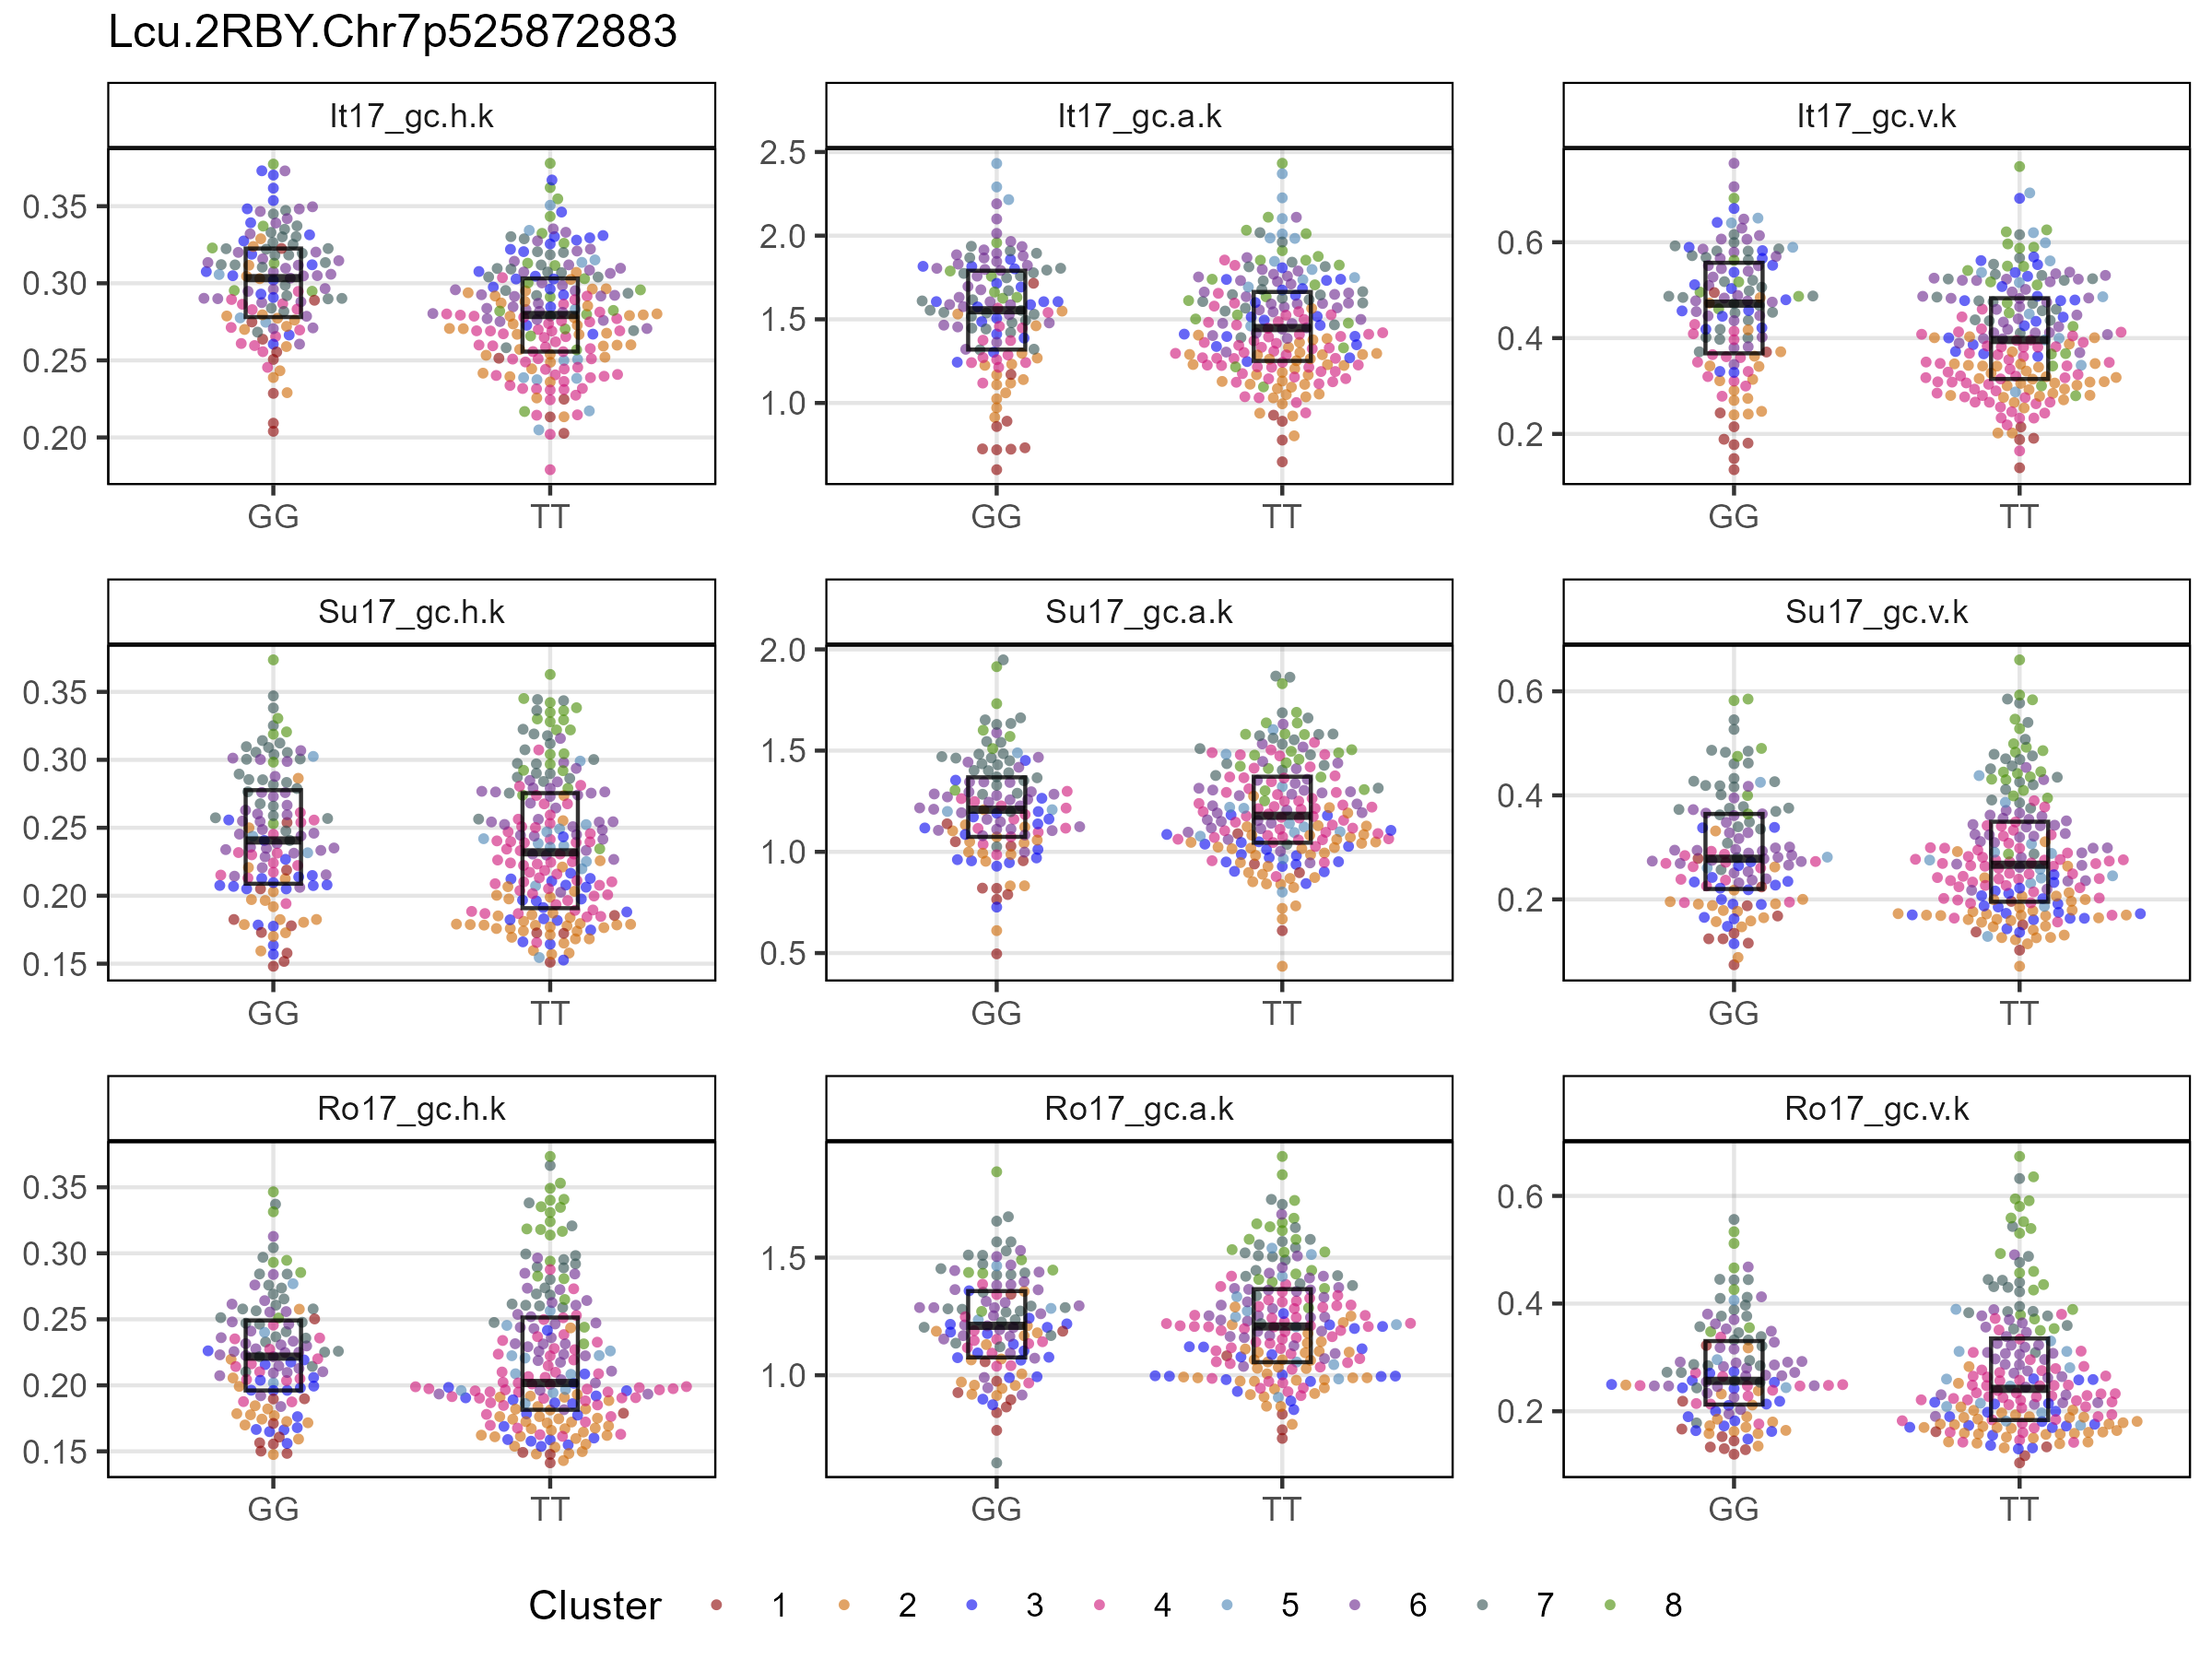 Lcu.2RBY.Chr7p525872883
It17_gc.h.k It17_gc.a.k It17_gc.v.k
0.35
0.30
0.25
0.20
GG TT
2.5
2.0
1.5
1.0
GG TT
0.6
0.4
0.2
GG TT
Su17_gc.h.k Su17_gc.a.k Su17_gc.v.k
0.35
0.30
0.25
0.20
0.15
GG TT
2.0
1.5
1.0
0.5
GG TT
0.6
0.4
0.2
GG TT
Ro17_gc.h.k Ro17_gc.a.k Ro17_gc.v.k
0.35
0.30
0.25
0.20
0.15
GG TT
1.5
1.0
GG TT
0.6
0.4
0.2
GG TT
Cluster 1 2 3 4 5 6 7 8